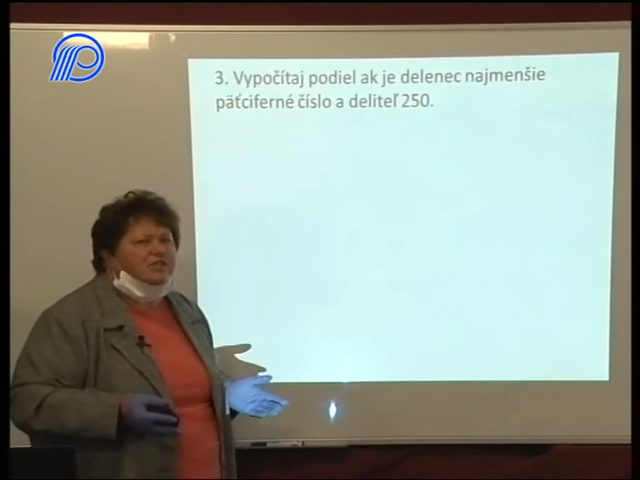 3. Vypočítaj podiel ak je delenec najmenšie
päťciferné číslo a deliteľ 250.